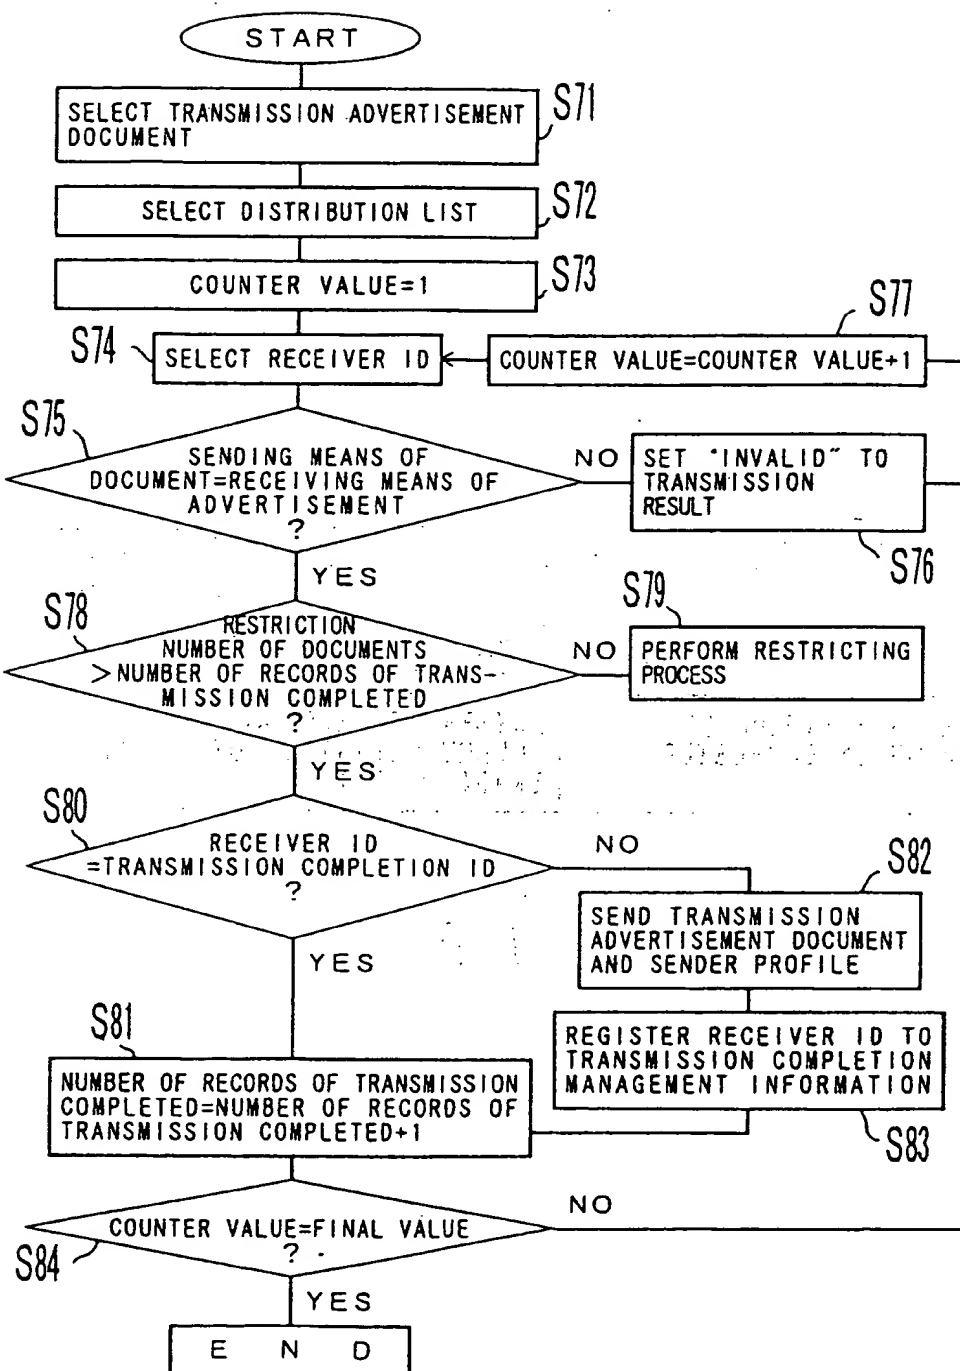 START
SELECT TRANSMISSION ADVERTISEMENT
DOCUMENT
S71
SELECT DISTRIBUTION LIST
S72
COUNTER VALUE=1
S73
S74
SELECT RECEIVER ID
COUNTER VALUE=COUNTER VALUE+1
S77
S75
SENDING MEANS OF
DOCUMENT=RECEIVING MEANS OF
ADVERTISEMENT
?
NO
SET "INVALID" TO
TRANSMISSION
RESULT
S76
YES
S78
RESTRICTION
NUMBER OF DOCUMENTS
>NUMBER OF RECORDS OF TRANS-
MISSION COMPLETED
?
NO
S79
PERFORM RESTRICTING
PROCESS
YES
S80
RECEIVER ID
=TRANSMISSION COMPLETION ID
?
NO
S82
SEND TRANSMISSION
ADVERTISEMENT DOCUMENT
AND SENDER PROFILE
YES
REGISTER RECEIVER ID TO
TRANSMISSION COMPLETION
MANAGEMENT INFORMATION
S83
S81
NUMBER OF RECORDS OF TRANSMISSION
COMPLETED=NUMBER OF RECORDS OF
TRANSMISSION COMPLETED+1
COUNTER VALUE=FINAL VALUE
?
NO
S84
YES
E N D